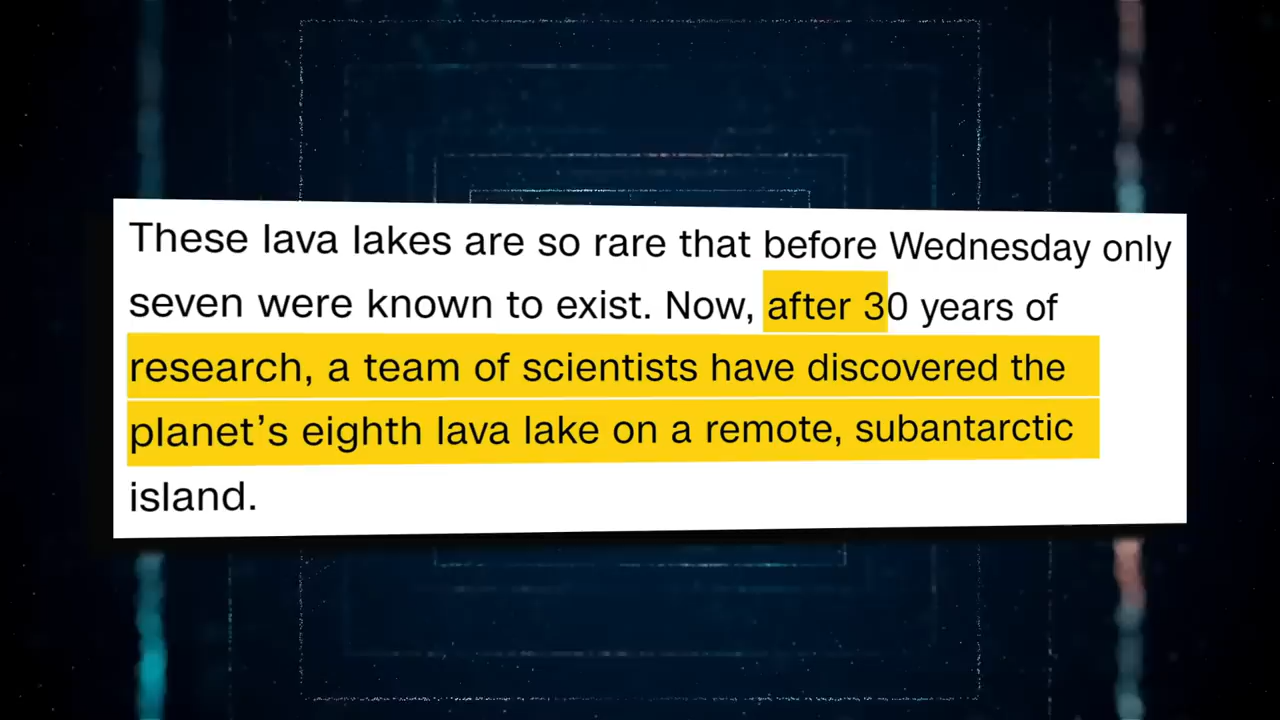 These lava lakes are so rare that before Wednesday only
seven were known to exist. Now, after 30 years of
research, a team of scientists have discovered the
planet’s eighth lava lake on a remote, subantarctic
island.